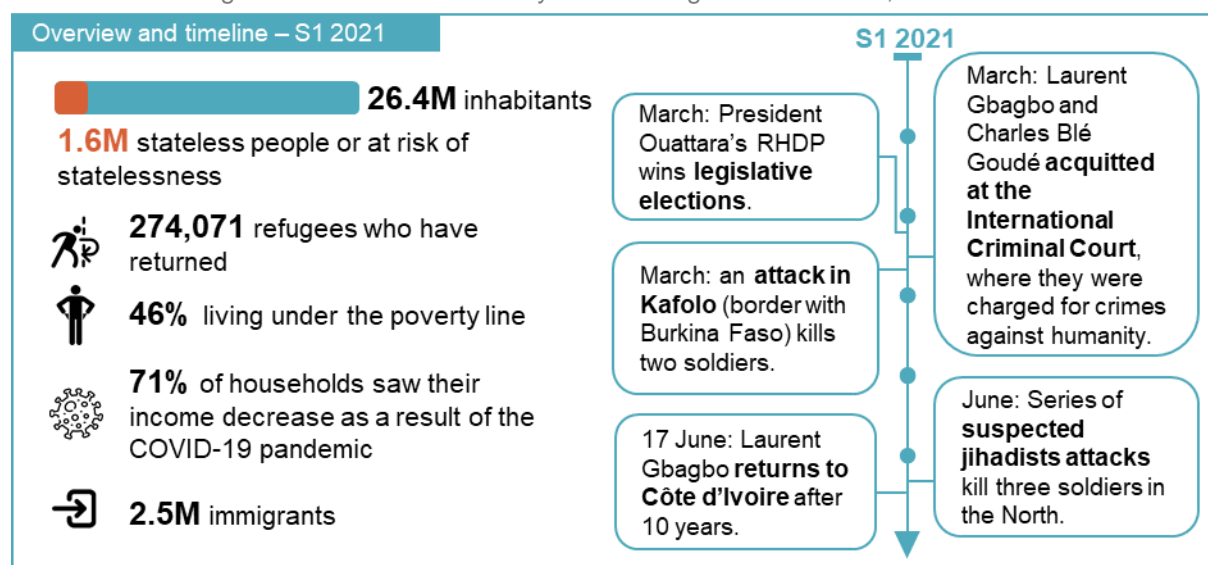 Overview and timeline – S1 2021
26.4M inhabitants
1.6M stateless people or at risk of
statelessness
274,071 refugees who have
returned
46% living under the poverty line
71% of households saw their
income decrease as a result of the
COVID-19 pandemic
2.5M immigrants
S1 2021
March: President
Ouattara’s RHDP
wins legislative
elections.
March: Laurent
Gbagbo and
Charles Blé
Goudé acquitted
at the
International
Criminal Court,
where they were
charged for crimes
against humanity.
March: an attack in
Kafolo (border with
Burkina Faso) kills
two soldiers.
17 June: Laurent
Gbagbo returns to
Côte d’Ivoire after
10 years.
June: Series of
suspected
jihadists attacks
kill three soldiers in
the North.